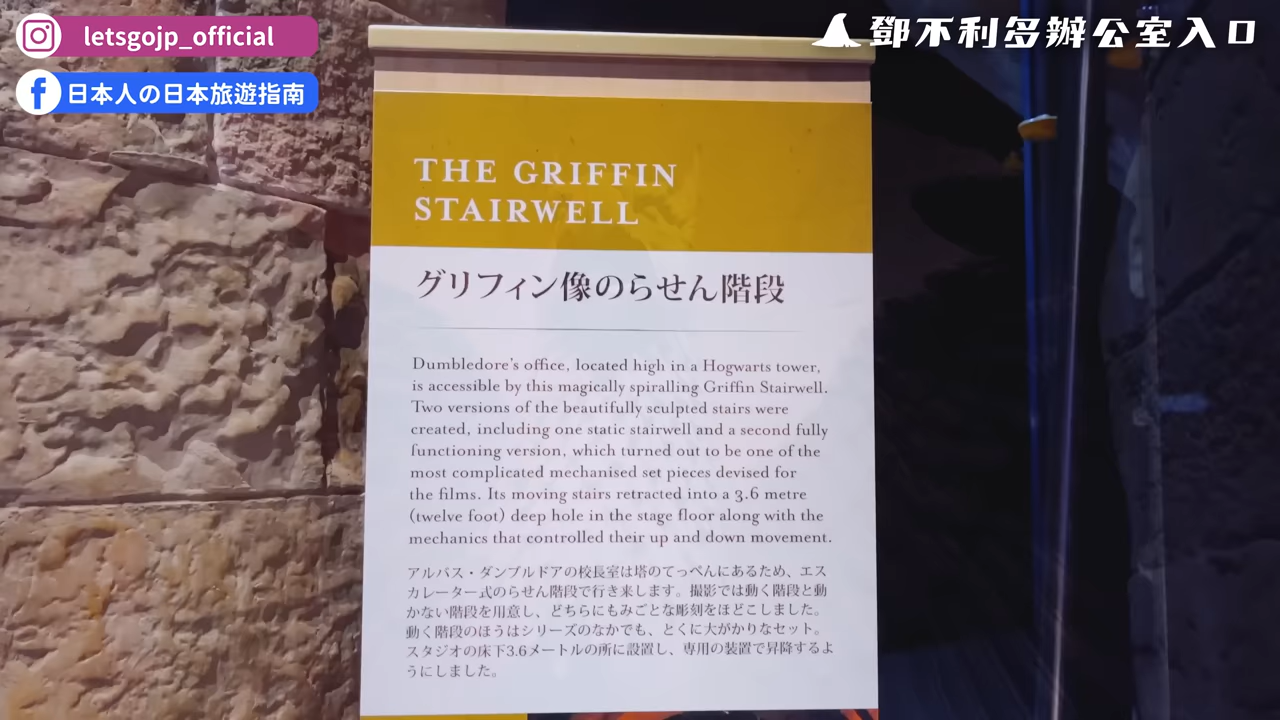 letsgojp_official
日本人の日本旅遊指南
鄧不利多辦公室入口
THE GRIFFIN
STAIRWELL
グリフィン像のらせん階段
Dumbledore's office, located high in a Hogwarts tower,
is accessible by this magically spiralling Griffin Stairwell.
Two versions of the beautifully sculpted stairs were
created, including one static stairwell and a second fully
functioning version, which turned out to be one of the
most complicated mechanised set pieces devised for
the films. Its moving stairs retracted into a 3.6 metre
(twelve foot) deep hole in the stage floor along with the
mechanics that controlled their up and down movement.
アルバス・ダンブルドアの校長室は塔のてっぺんにあるため、エス
カレーター式のらせん階段で行き来します。撮影では動く階段と動
かない階段を用意し、どちらにもみごとな彫刻をほどこしました。
動く階段のほうはシリーズのなかでも、とくに大がかりなセット。
スタジオの床下3.6メートルの所に設置し、専用の装置で昇降するよ
うにしました。